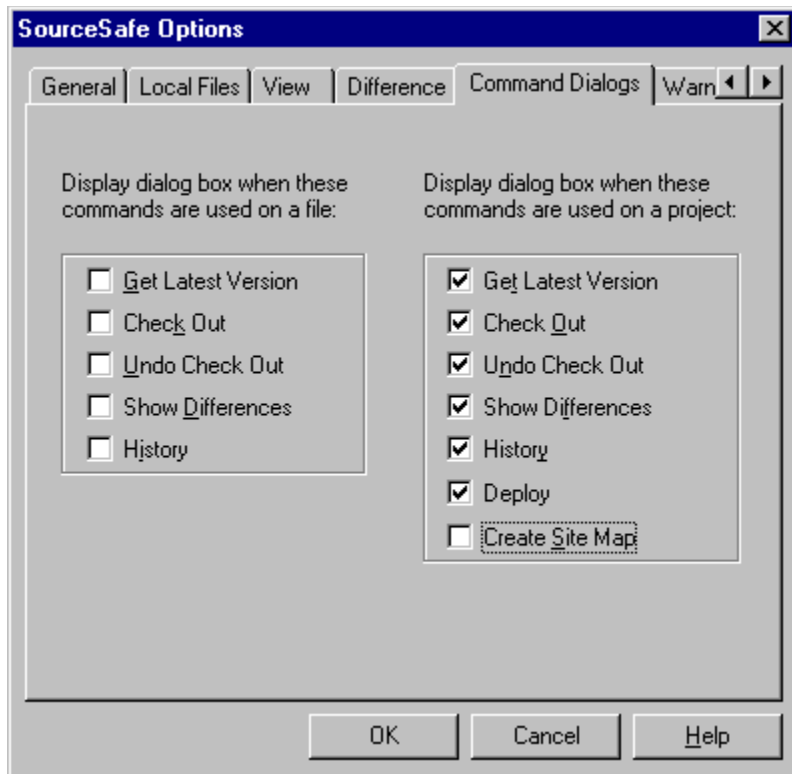 SourceSafe Options
General
Local Files
View
Difference
Command Dialogs
Warn
Display dialog box when these
commands are used on a file:
Get Latest Version
Check Out
Undo Check Out
Show Differences
History
Display dialog box when these
commands are used on a project:
Get Latest Version
Check Out
Undo Check Out
Show Differences
History
Deploy
Create Site Map
OK
Cancel
Help